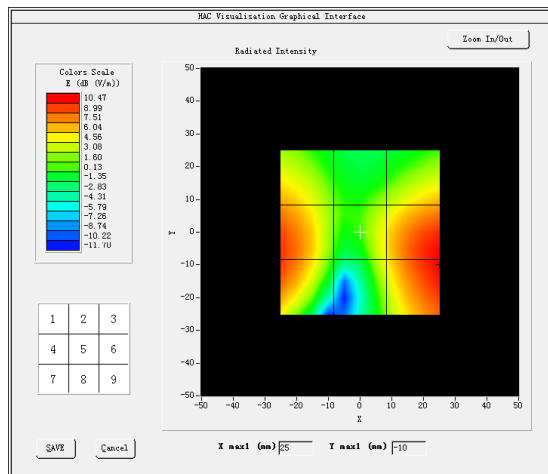 HAC Visualisation Graphical Interface
Zoom In/Out
Radiated Intensity
Colors Scale
E (dB (V/m))
10.47
8.99
7.51
6.04
4.56
3.08
1.60
0.13
-1.35
-2.83
-4.31
-5.79
-7.26
-8.74
-10.22
-11.70
50
40
30
20
10
0
-10
-20
-30
-40
-50
Y
-50 -40 -30 -20 -10 0 10 20 30 40 50
X
1 2 3
4 5 6
7 8 9
SAVE Cancel
X max1 (mm) 25 Y max1 (mm) -10